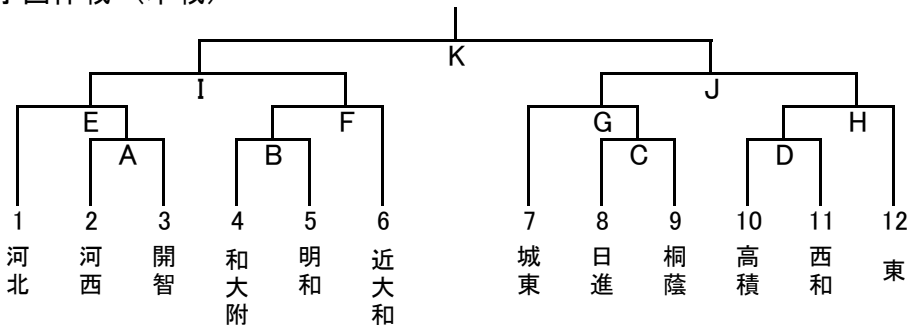 K
I J
E F G H
A B C D
1 2 3 4 5 6 7 8 9 10 11 12
河北 河西 開智 和大附 明和 近大和 城東 日進 桐蔭 高積 西和 東